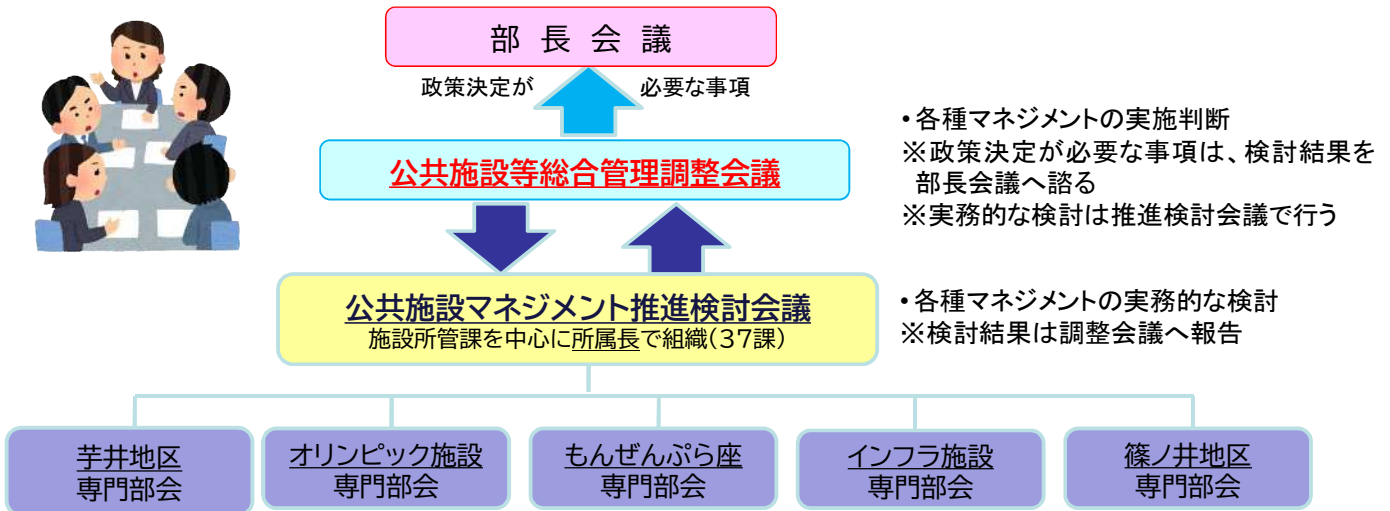 部 長 会 議
政策決定が 必要な事項
公共施設等総合管理調整会議
・各種マネジメントの実施判断
※政策決定が必要な事項は、検討結果を
部長会議へ諮る
※実務的な検討は推進検討会議で行う
公共施設マネジメント推進検討会議
施設所管課を中心に所属長で組織(37課)
・各種マネジメントの実務的な検討
※検討結果は調整会議へ報告
芋井地区
専門部会
オリンピック施設
専門部会
もんぜんぷら座
専門部会
インフラ施設
専門部会
篠ノ井地区
専門部会